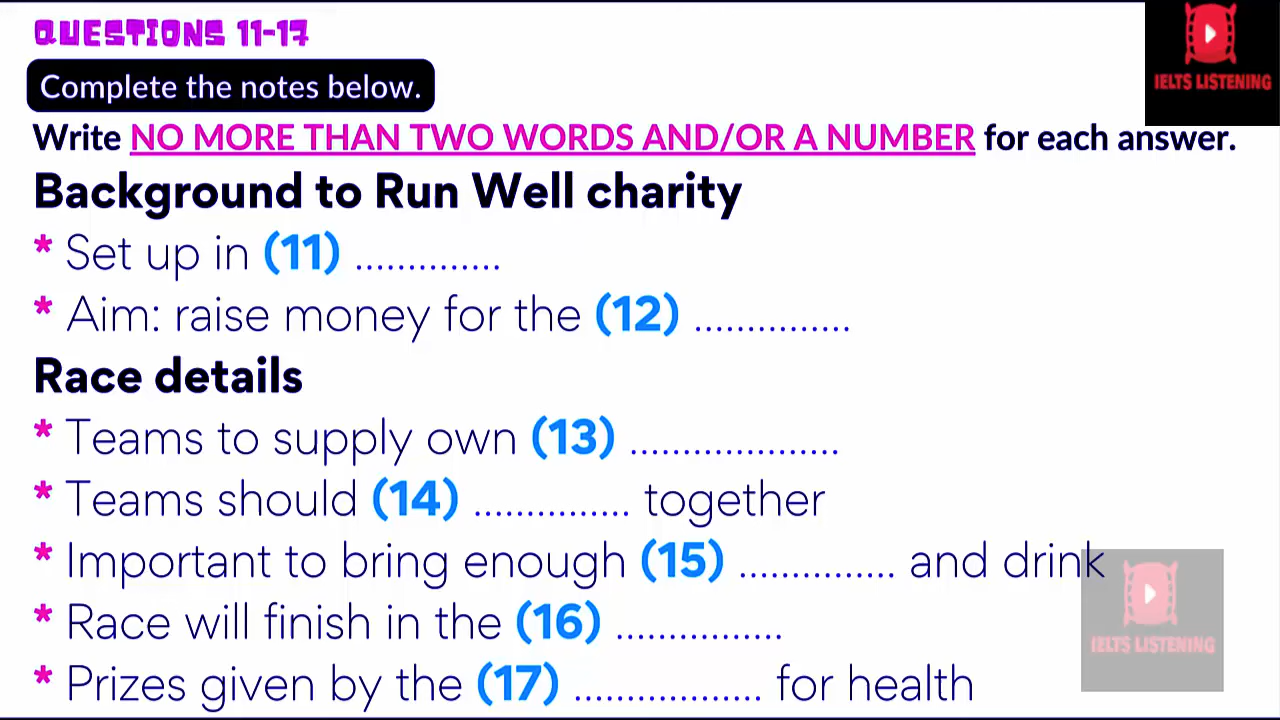 QUESTIONS 11-17
IELTS LISTENING
Complete the notes below.
Write NO MORE THAN TWO WORDS AND/OR A NUMBER for each answer.
Background to Run Well charity
* Set up in (11) ..............
* Aim: raise money for the (12) ...............
Race details
* Teams to supply own (13) ....................
* Teams should (14) ............... together
* Important to bring enough (15) ............... and drink
* Race will finish in the (16) ................
* Prizes given by the (17) .................. for health
IELTS LISTENING